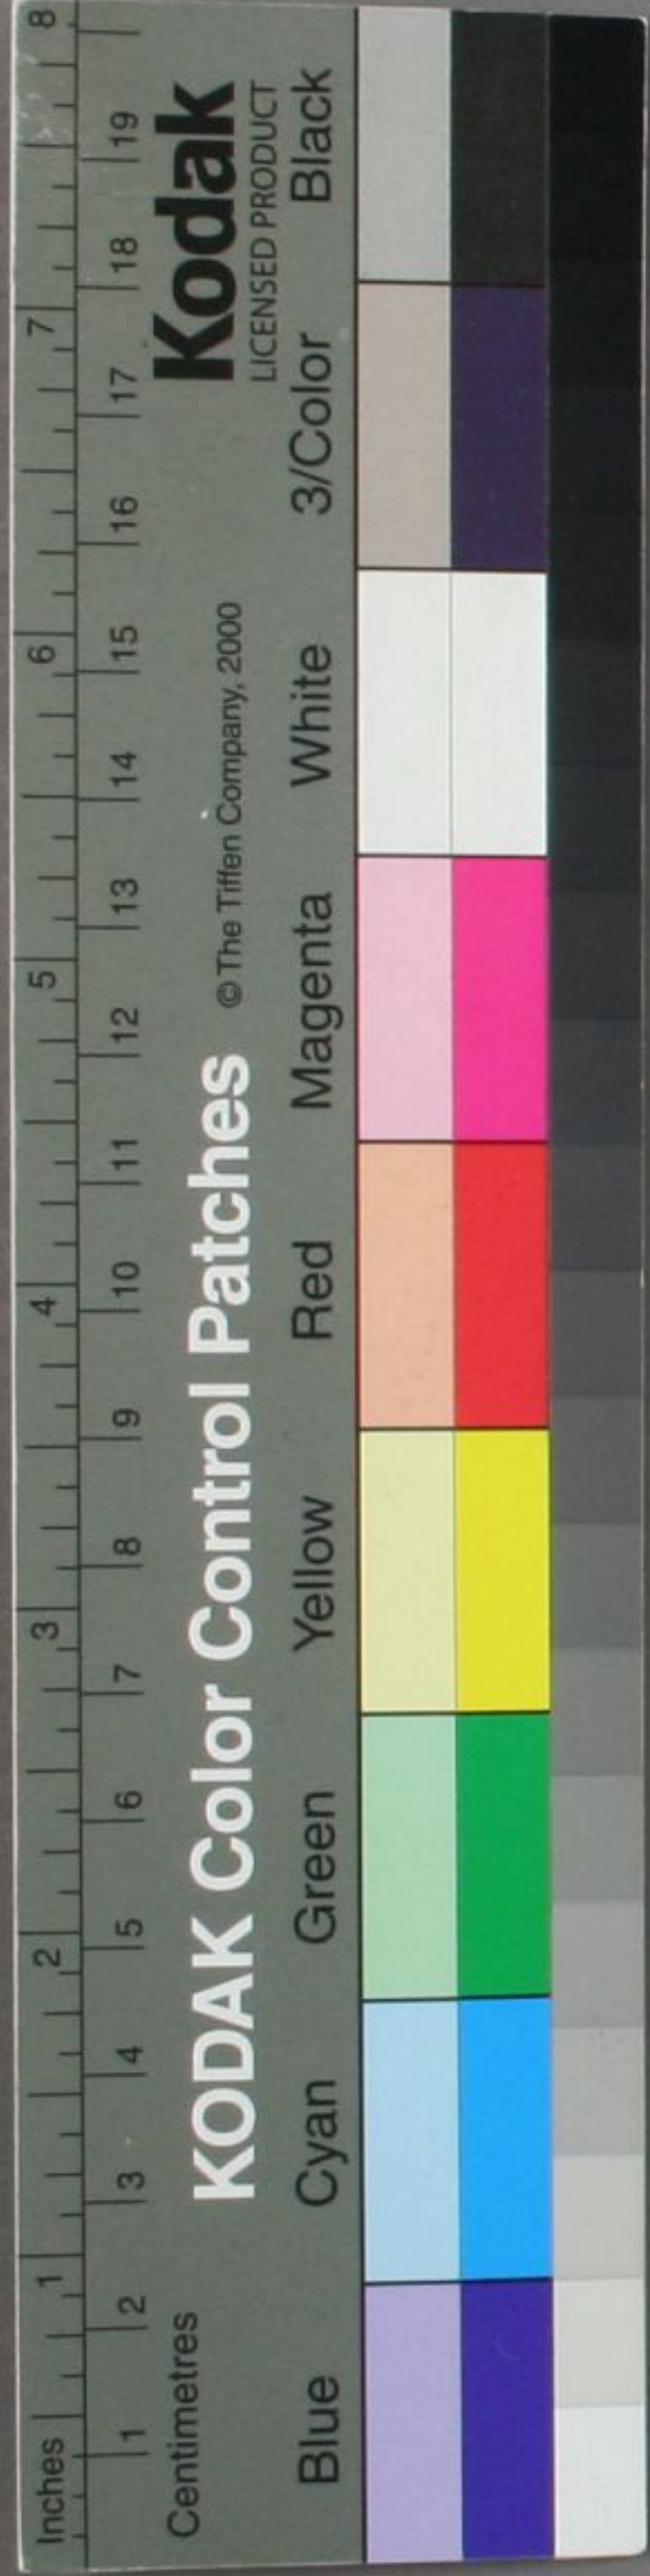 Inches 1 2 3 4 5 6 7 8
1 2 3 4 5 6 7 8 9 10 11 12 13 14 15 16 17 18 19
Centimetres
KODAK Color Control Patches © The Tiffen Company, 2000
Kodak
LICENSED PRODUCT
Blue Cyan Green Yellow Red Magenta White 3/Color Black